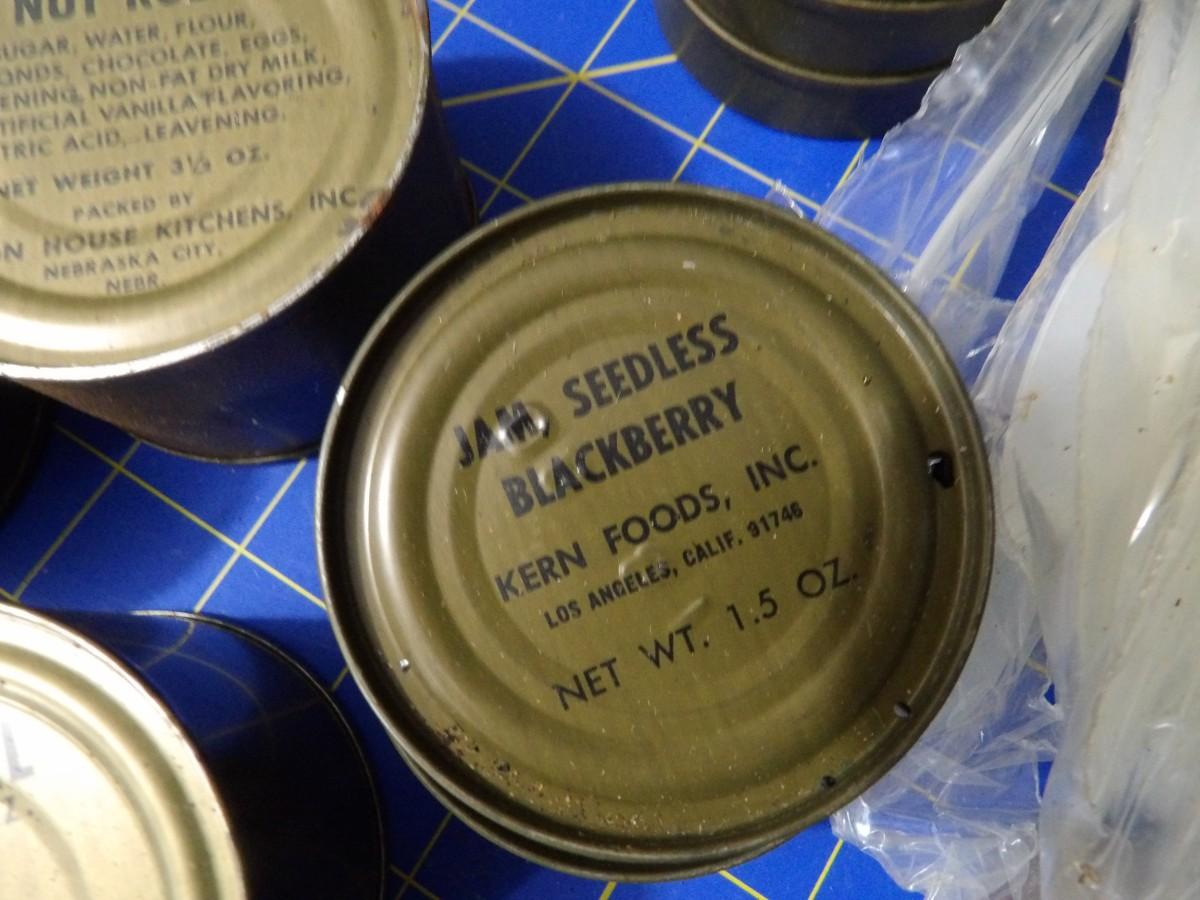 NUT
SUGAR, WATER, FLOUR,
CHOCOLATE, EGGS,
NON-FAT DRY MILK,
VANILLA FLAVORING,
ACID, LEAVENING.
NET WEIGHT 3½ OZ.
PACKED BY
HOUSE KITCHENS, INC.
NEBRASKA CITY,
NEBR.
JAM, SEEDLESS
BLACKBERRY
KERN FOODS, INC.
LOS ANGELES, CALIF. 91746
NET WT. 1.5 OZ.